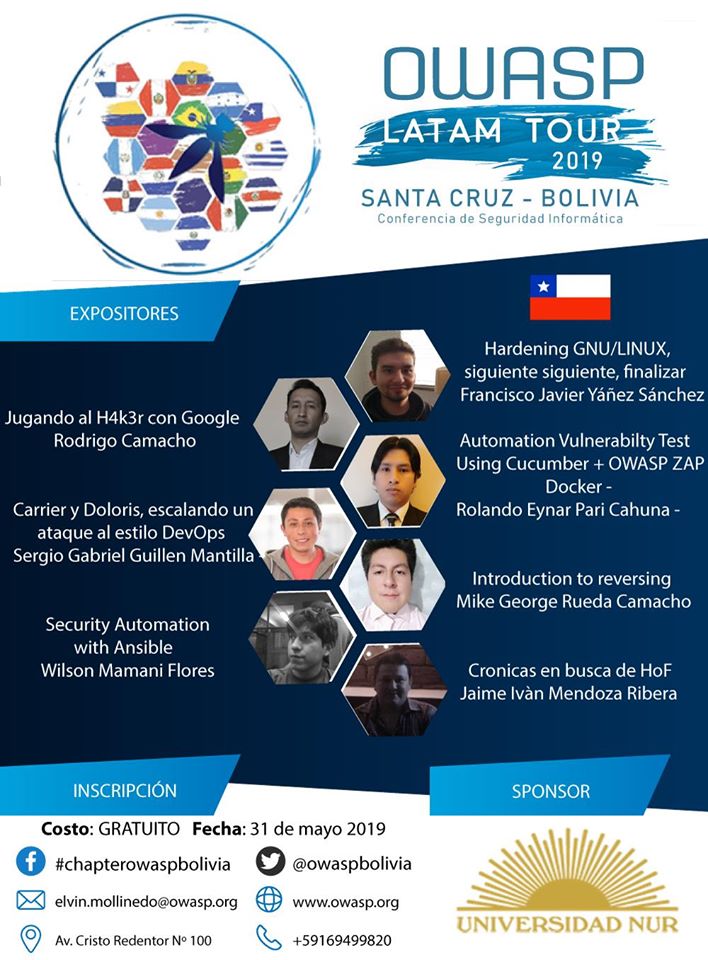 OWASP
LATAM TOUR
2019
SANTA CRUZ - BOLIVIA
Conferencia de Seguridad Informática
EXPOSITORES
Hardening GNU/LINUX,
siguiente siguiente, finalizar
Francisco Javier Yáñez Sánchez
Jugando al H4k3r con Google
Rodrigo Camacho
Automation Vulnerabilty Test
Using Cucumber + OWASP ZAP
Docker -
Rolando Eynar Pari Cahuna -
Carrier y Doloris, escalando un
ataque al estilo DevOps
Sergio Gabriel Guillen Mantilla -
Introduction to reversing
Mike George Rueda Camacho
Security Automation
with Ansible
Wilson Mamani Flores
Cronicas en busca de HoF
Jaime Ivàn Mendoza Ribera
INSCRIPCIÓN
Costo: GRATUITO Fecha: 31 de mayo 2019
#chapterowaspbolivia
@owaspbolivia
elvin.mollinedo@owasp.org
www.owasp.org
Av. Cristo Redentor Nº 100
+59169499820
SPONSOR
UNIVERSIDAD NUR